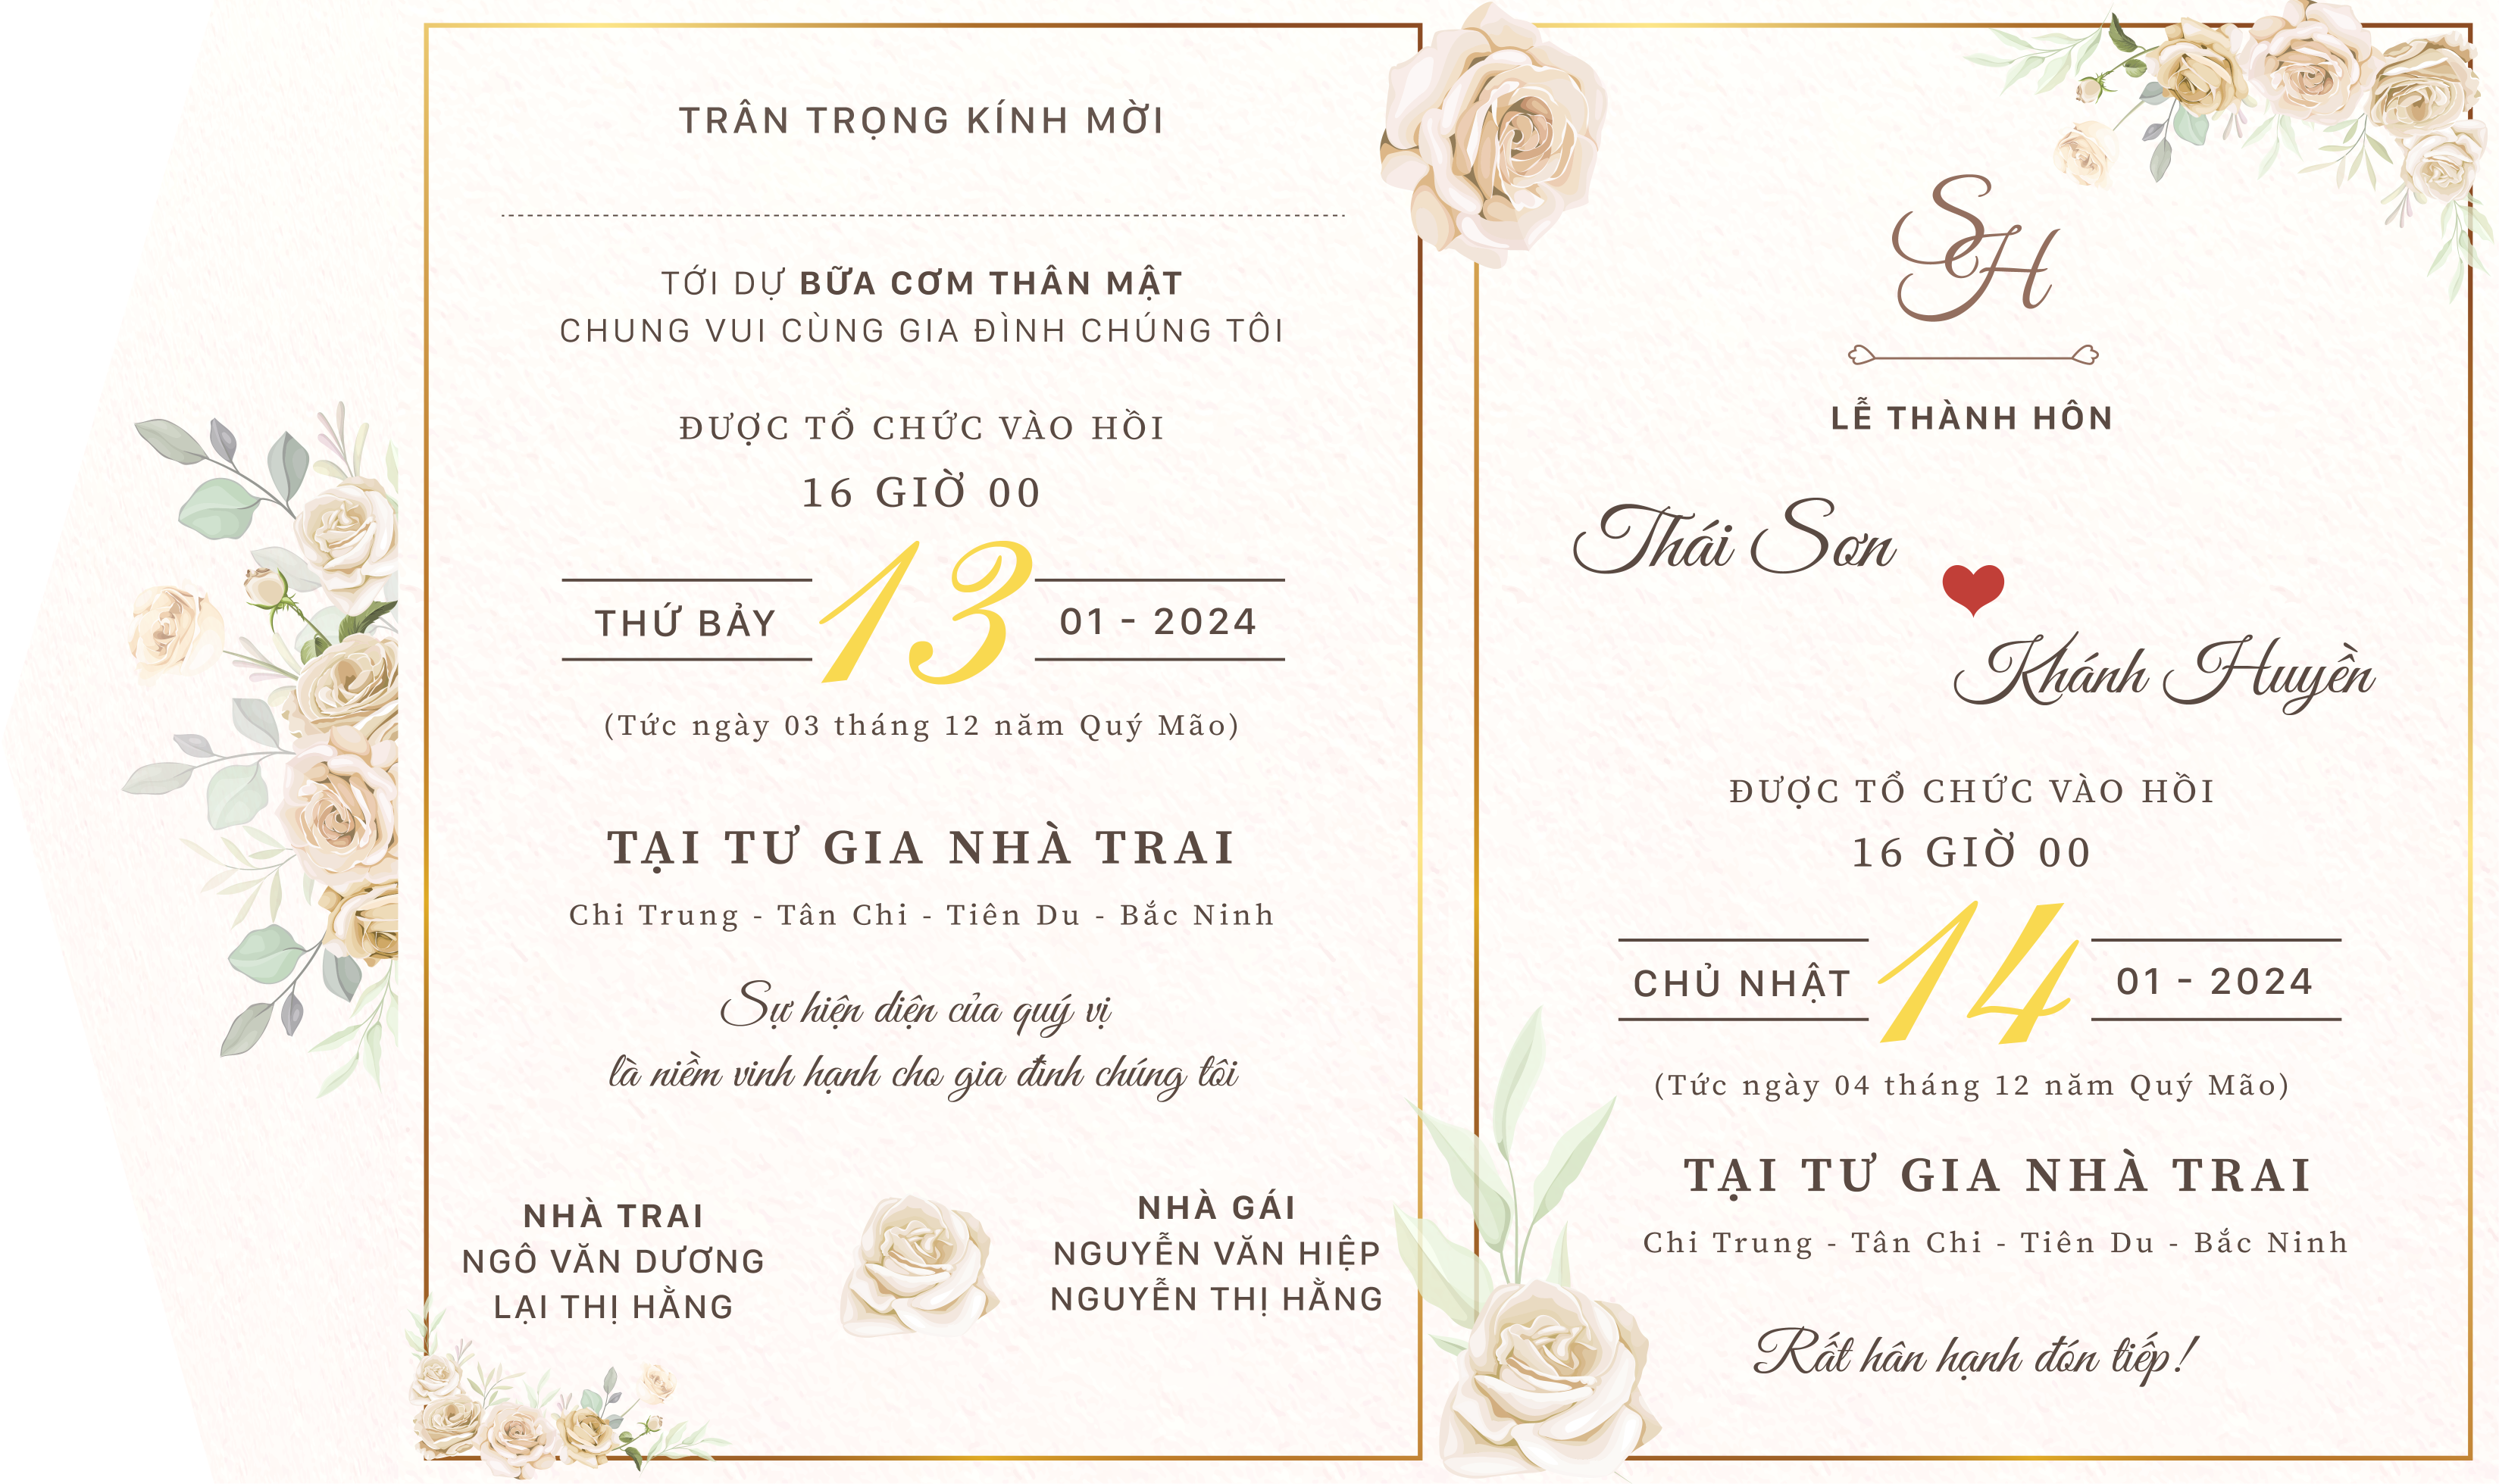 TRÂN TRỌNG KÍNH MỜI
TỚI DỰ BỮA CƠM THÂN MẬT
CHUNG VUI CÙNG GIA ĐÌNH CHÚNG TÔI
ĐƯỢC TỔ CHỨC VÀO HỒI
16 GIỜ 00
THỨ BẢY 13 01 - 2024
(Tức ngày 03 tháng 12 năm Quý Mão)
TẠI TƯ GIA NHÀ TRAI
Chi Trung - Tân Chi - Tiên Du - Bắc Ninh
Sự hiện diện của quý vị
là niềm vinh hạnh cho gia đình chúng tôi
NHÀ TRAI
NGÔ VĂN DƯƠNG
LẠI THỊ HẰNG
NHÀ GÁI
NGUYỄN VĂN HIỆP
NGUYỄN THỊ HẰNG
SH
LỄ THÀNH HÔN
Thái Sơn
Khánh Huyền
ĐƯỢC TỔ CHỨC VÀO HỒI
16 GIỜ 00
CHỦ NHẬT 14 01 - 2024
(Tức ngày 04 tháng 12 năm Quý Mão)
TẠI TƯ GIA NHÀ TRAI
Chi Trung - Tân Chi - Tiên Du - Bắc Ninh
Rất hân hạnh đón tiếp!